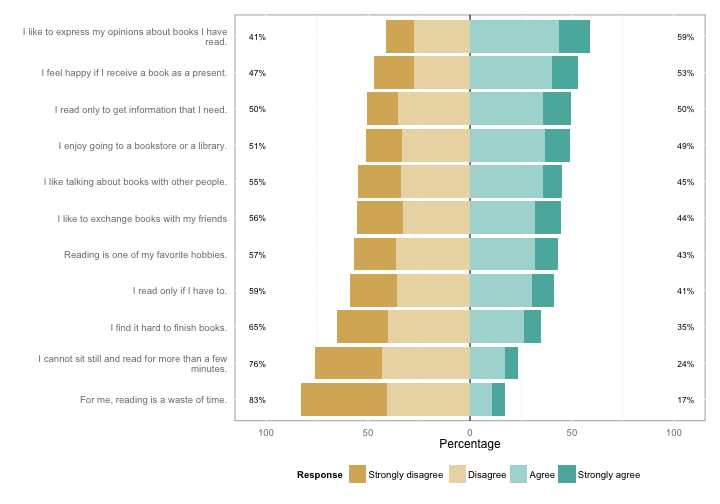 I like to express my opinions about books I have
read.
41%
59%
I feel happy if I receive a book as a present.
47%
53%
I read only to get information that I need.
50%
50%
I enjoy going to a bookstore or a library.
51%
49%
I like talking about books with other people.
55%
45%
I like to exchange books with my friends
56%
44%
Reading is one of my favorite hobbies.
57%
43%
I read only if I have to.
59%
41%
I find it hard to finish books.
65%
35%
I cannot sit still and read for more than a few
minutes.
76%
24%
For me, reading is a waste of time.
83%
17%
100 50 0 50 100
Percentage
Response Strongly disagree Disagree Agree Strongly agree